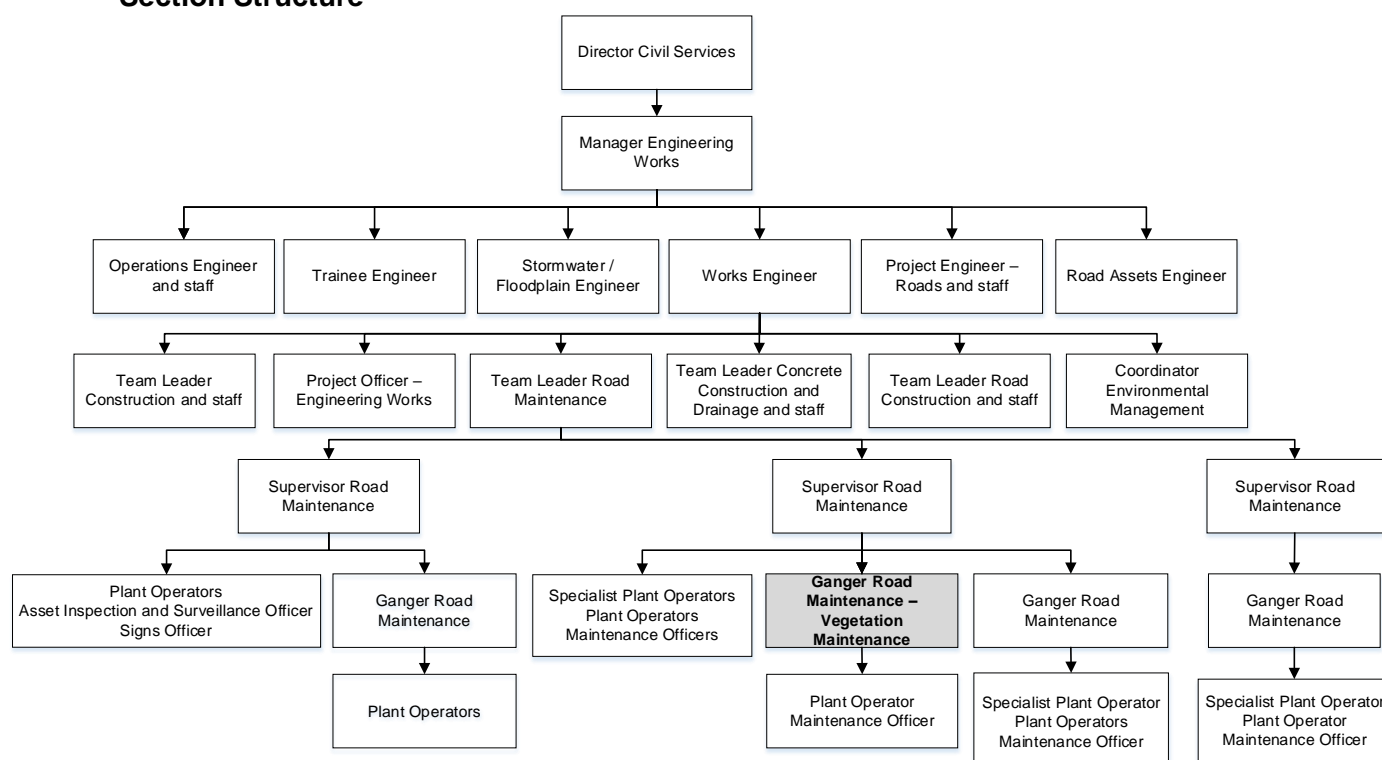 Section Structure
Director Civil Services
Manager Engineering
Works
Operations Engineer
and staff
Trainee Engineer
Stormwater /
Floodplain Engineer
Works Engineer
Project Engineer –
Roads and staff
Road Assets Engineer
Team Leader
Construction and staff
Project Officer –
Engineering Works
Team Leader Road
Maintenance
Team Leader Concrete
Construction and
Drainage and staff
Team Leader Road
Construction and staff
Coordinator
Environmental
Management
Supervisor Road
Maintenance
Supervisor Road
Maintenance
Supervisor Road
Maintenance
Plant Operators
Asset Inspection and Surveillance Officer
Signs Officer
Ganger Road
Maintenance
Specialist Plant Operators
Plant Operators
Maintenance Officers
Ganger Road
Maintenance –
Vegetation
Maintenance
Ganger Road
Maintenance
Ganger Road
Maintenance
Plant Operators
Plant Operator
Maintenance Officer
Specialist Plant Operator
Plant Operators
Maintenance Officer
Specialist Plant Operator
Plant Operator
Maintenance Officer